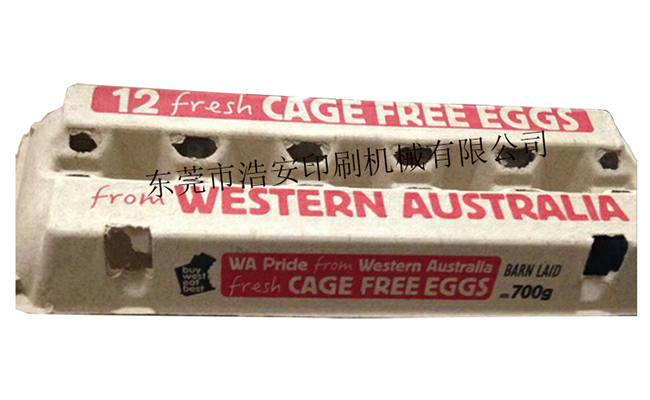 12 fresh CAGE FREE EGGS
东莞市浩安印刷机械有限公司
from WESTERN AUSTRALIA
buy
west
eat
best
WA Pride from Western Australia
fresh CAGE FREE EGGS
BARN LAID
700g